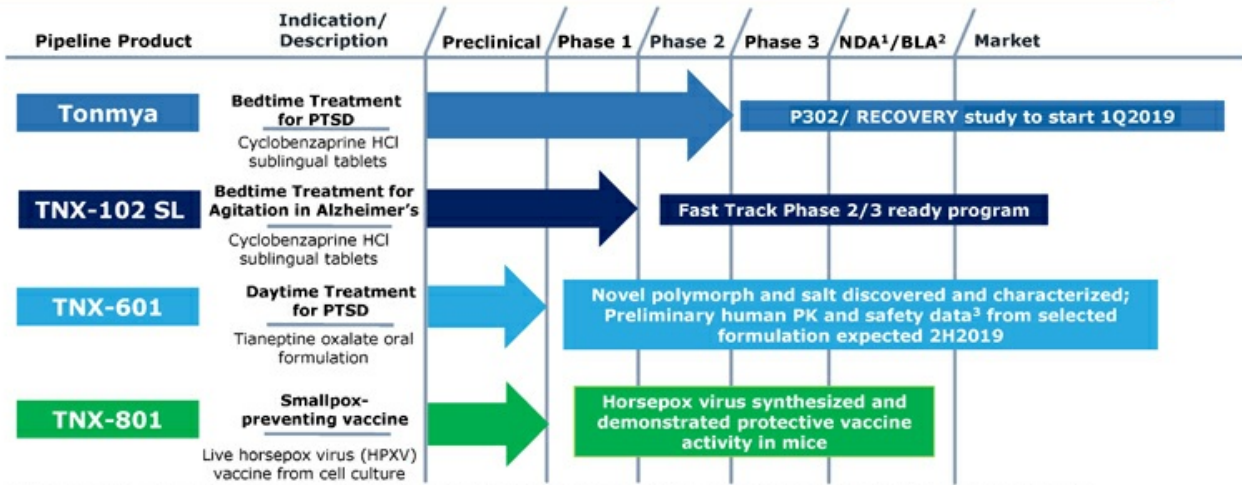 Pipeline Product
Indication/
Description
Preclinical
Phase 1
Phase 2
Phase 3
NDA¹/BLA²
Market
Tonmya
Bedtime Treatment
for PTSD
Cyclobenzaprine HCl
sublingual tablets
P302/ RECOVERY study to start 1Q2019
TNX-102 SL
Bedtime Treatment for
Agitation in Alzheimer's
Cyclobenzaprine HCl
sublingual tablets
Fast Track Phase 2/3 ready program
TNX-601
Daytime Treatment
for PTSD
Tianeptine oxalate oral
formulation
Novel polymorph and salt discovered and characterized;
Preliminary human PK and safety data³ from selected
formulation expected 2H2019
TNX-801
Smallpox-
preventing vaccine
Live horsepox virus (HPXV)
vaccine from cell culture
Horsepox virus synthesized and
demonstrated protective vaccine
activity in mice